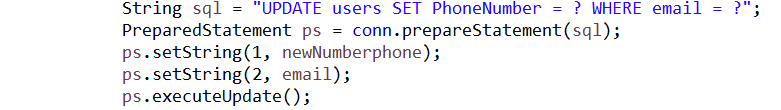 String sql = "UPDATE users SET PhoneNumber = ? WHERE email = ?";
PreparedStatement ps = conn.prepareStatement(sql);
ps.setString(1, newNumberphone);
ps.setString(2, email);
ps.executeUpdate();